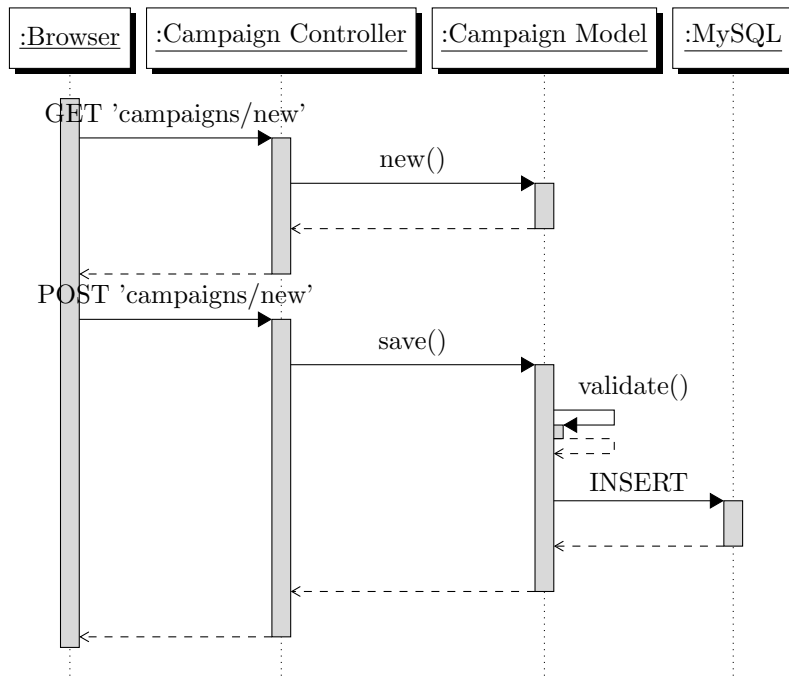 :Browser
:Campaign Controller
:Campaign Model
:MySQL
GET 'campaigns/new'
new()
POST 'campaigns/new'
save()
validate()
INSERT